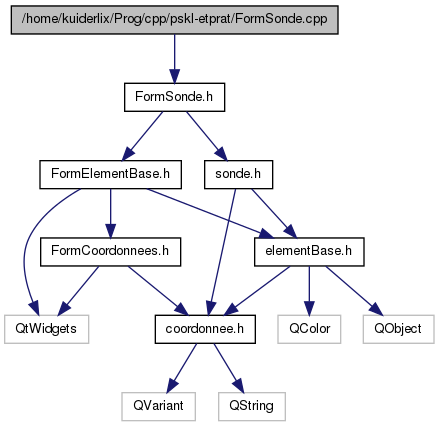 /home/kuiderlix/Prog/cpp/pskl-etprat/FormSonde.cpp
FormSonde.h
FormElementBase.h
sonde.h
FormCoordonnees.h
elementBase.h
QtWidgets
coordonnee.h
QColor
QObject
QVariant
QString